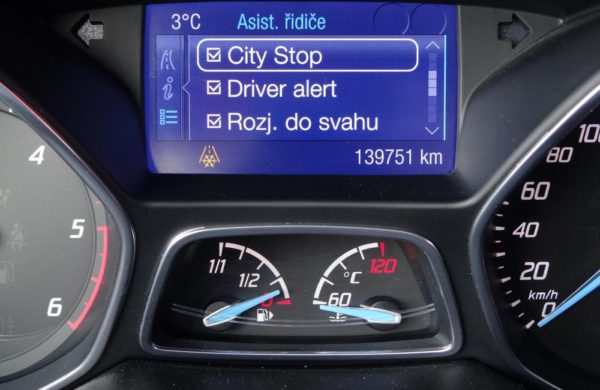 3°C Asist. řidiče
City Stop
Driver alert
Rozj. do svahu
139751 km
4
5
6
1/1
1/2
0
°C
120
60
100
80
60
40
20
km/h
0